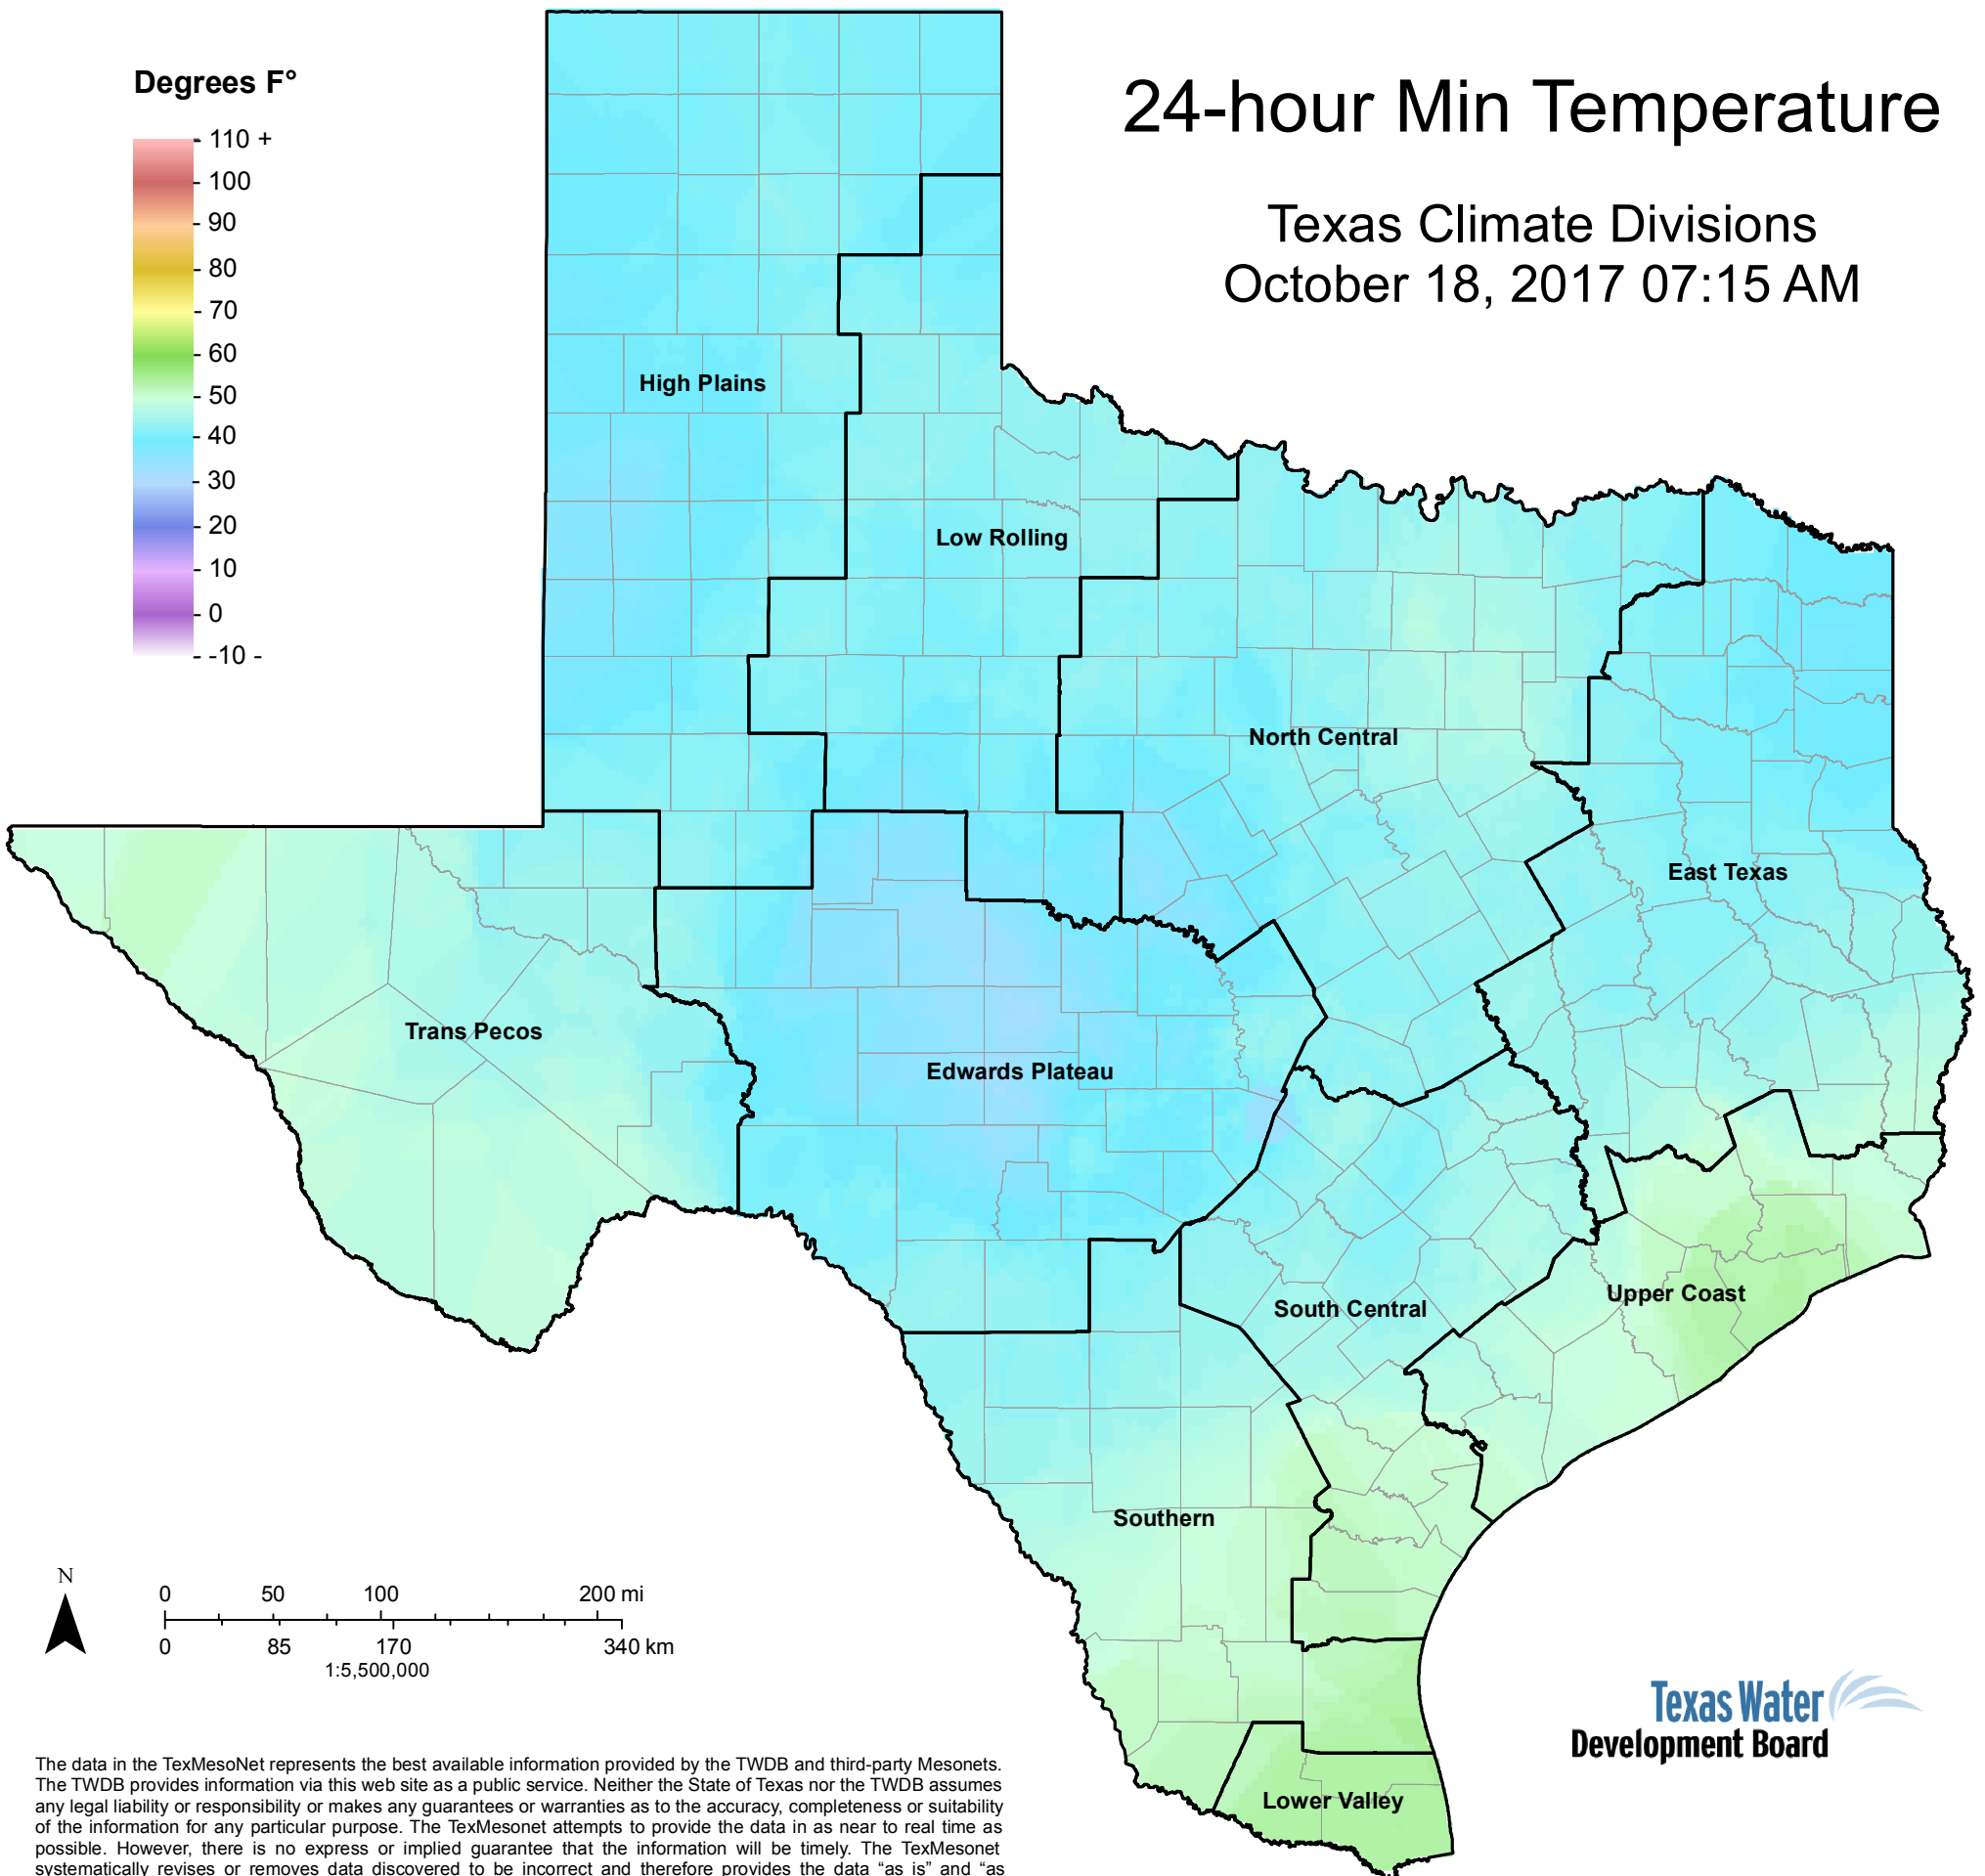 24-hour Min Temperature
Texas Climate Divisions
October 18, 2017 07:15 AM
Degrees F°
110 +
100
90
80
70
60
50
40
30
20
10
0
-10 -
High Plains
Low Rolling
North Central
East Texas
Trans Pecos
Edwards Plateau
South Central
Upper Coast
Southern
Lower Valley
N
0 50 100 200 mi
0 85 170 340 km
1:5,500,000
Texas Water
Development Board
The data in the TexMesoNet represents the best available information provided by the TWDB and third-party Mesonets.
The TWDB provides information via this web site as a public service. Neither the State of Texas nor the TWDB assumes
any legal liability or responsibility or makes any guarantees or warranties as to the accuracy, completeness or suitability
of the information for any particular purpose. The TexMesonet attempts to provide the data in as near to real time as
possible. However, there is no express or implied guarantee that the information will be timely. The TexMesonet
systematically revises or removes data discovered to be incorrect and therefore provides the data “as is” and “as